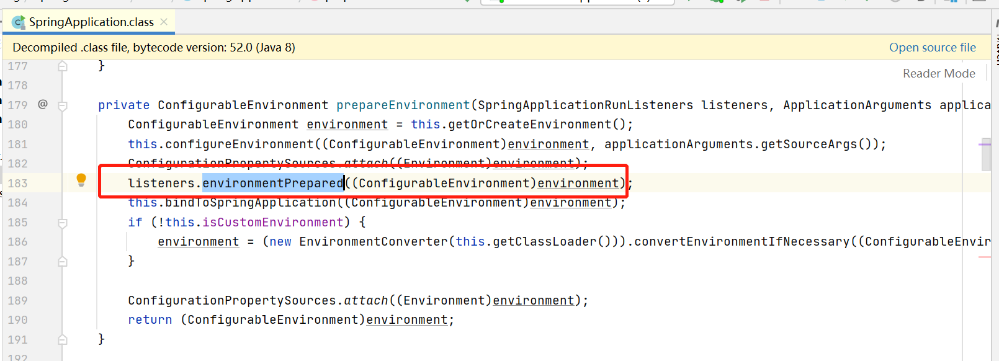 SpringApplication.class
Decompiled .class file, bytecode version: 52.0 (Java 8)
Open source file
Reader Mode
177 }
178
179 @ private ConfigurableEnvironment prepareEnvironment(SpringApplicationRunListeners listeners, ApplicationArguments applica
180 ConfigurableEnvironment environment = this.getOrCreateEnvironment();
181 this.configureEnvironment((ConfigurableEnvironment)environment, applicationArguments.getSourceArgs());
182 ConfigurationPropertySources.attach((Environment)environment);
183 listeners.environmentPrepared((ConfigurableEnvironment)environment);
184 this.bindToSpringApplication((ConfigurableEnvironment)environment);
185 if (!this.isCustomEnvironment) {
186 environment = (new EnvironmentConverter(this.getClassLoader())).convertEnvironmentIfNecessary((ConfigurableEnvir
187 }
188
189 ConfigurationPropertySources.attach((Environment)environment);
190 return (ConfigurableEnvironment)environment;
191 }
192